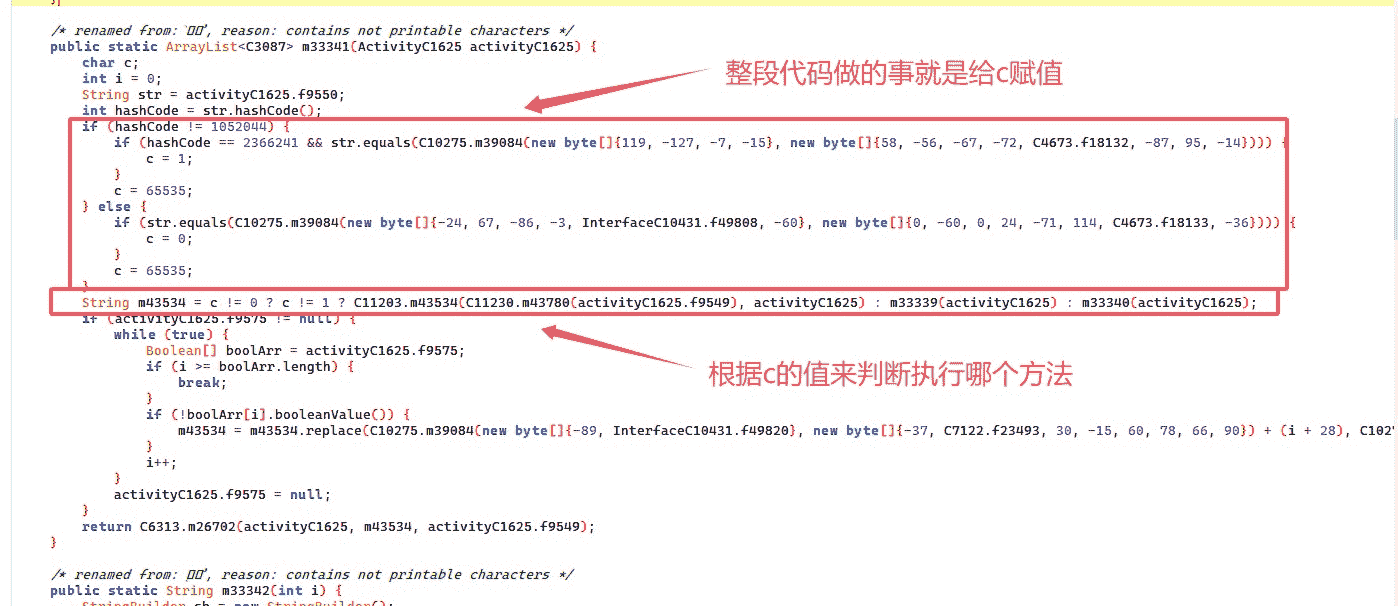 /* renamed from: reason: contains not printable characters */
public static ArrayList<C3087> m33341(ActivityC1625 activityC1625) {
整段代码做的事就是给c赋值
char c;
int i = 0;
String str = activityC1625.f9550;
int hashCode = str.hashCode();
if (hashCode != 1052044) {
if (hashCode == 2366241 && str.equals(C10275.m39084(new byte[]{119, -127, -7, -15}, new byte[]{58, -56, -67, -72, C4673.f18132, -87, 95, -14}))) {
c = 1;
}
c = 65535;
} else {
if (str.equals(C10275.m39084(new byte[]{-24, 67, -86, -3, InterfaceC10431.f49808, -60}, new byte[]{0, -60, 0, 24, -71, 114, C4673.f18133, -36}))) {
c = 0;
}
c = 65535;
}
String m43534 = c != 0 ? c != 1 ? C11203.m43534(C11230.m43780(activityC1625.f9549), activityC1625) : m33339(activityC1625) : m33340(activityC1625);
if (activityC1625.f9575 != null) {
while (true) {
Boolean[] boolArr = activityC1625.f9575;
if (i >= boolArr.length) {
根据c的值来判断执行哪个方法
break;
}
if (!boolArr[i].booleanValue()) {
m43534 = m43534.replace(C10275.m39084(new byte[]{-89, InterfaceC10431.f49820}, new byte[]{-37, C7122.f23493, 30, -15, 60, 78, 66, 90}) + (i + 28),
}
i++;
}
activityC1625.f9575 = null;
}
return C6313.m26702(activityC1625, m43534, activityC1625.f9549);
}
/* renamed from: reason: contains not printable characters */
public static String m33342(int i) {
StringBuilder sb = new StringBuilder();